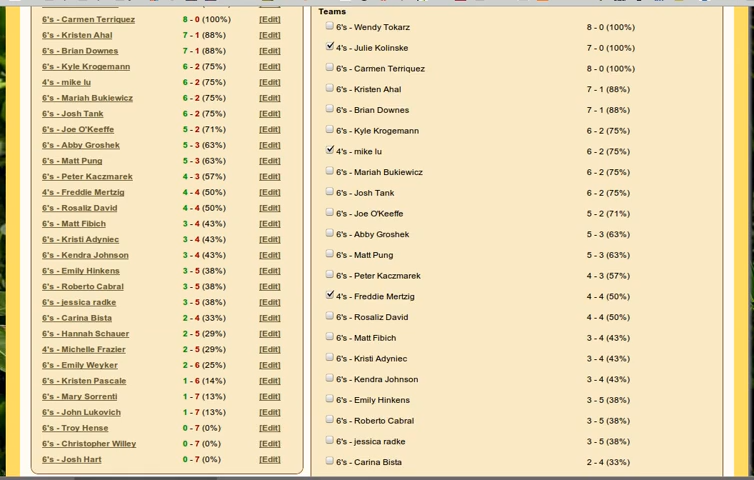 6's - Carmen Terriquez 8 - 0 (100%) [Edit]
6's - Kristen Ahal 7 - 1 (88%) [Edit]
6's - Brian Downes 7 - 1 (88%) [Edit]
6's - Kyle Krogemann 6 - 2 (75%) [Edit]
4's - mike lu 6 - 2 (75%) [Edit]
6's - Mariah Bukiewicz 6 - 2 (75%) [Edit]
6's - Josh Tank 6 - 2 (75%) [Edit]
6's - Joe O'Keeffe 5 - 2 (71%) [Edit]
6's - Abby Groshek 5 - 3 (63%) [Edit]
6's - Matt Pung 5 - 3 (63%) [Edit]
6's - Peter Kaczmarek 4 - 3 (57%) [Edit]
4's - Freddie Mertzig 4 - 4 (50%) [Edit]
6's - Rosaliz David 4 - 4 (50%) [Edit]
6's - Matt Fibich 3 - 4 (43%) [Edit]
6's - Kristi Adyniec 3 - 4 (43%) [Edit]
6's - Kendra Johnson 3 - 4 (43%) [Edit]
6's - Emily Hinkens 3 - 5 (38%) [Edit]
6's - Roberto Cabral 3 - 5 (38%) [Edit]
6's - jessica radke 3 - 5 (38%) [Edit]
6's - Carina Bista 2 - 4 (33%) [Edit]
6's - Hannah Schauer 2 - 5 (29%) [Edit]
4's - Michelle Frazier 2 - 5 (29%) [Edit]
6's - Emily Weyker 2 - 6 (25%) [Edit]
6's - Kristen Pascale 1 - 6 (14%) [Edit]
6's - Mary Sorrenti 1 - 7 (13%) [Edit]
6's - John Lukovich 1 - 7 (13%) [Edit]
6's - Troy Hense 0 - 7 (0%) [Edit]
6's - Christopher Willey 0 - 7 (0%) [Edit]
6's - Josh Hart 0 - 7 (0%) [Edit]
Teams
6's - Wendy Tokarz 8 - 0 (100%)
4's - Julie Kolinske 7 - 0 (100%)
6's - Carmen Terriquez 8 - 0 (100%)
6's - Kristen Ahal 7 - 1 (88%)
6's - Brian Downes 7 - 1 (88%)
6's - Kyle Krogemann 6 - 2 (75%)
4's - mike lu 6 - 2 (75%)
6's - Mariah Bukiewicz 6 - 2 (75%)
6's - Josh Tank 6 - 2 (75%)
6's - Joe O'Keeffe 5 - 2 (71%)
6's - Abby Groshek 5 - 3 (63%)
6's - Matt Pung 5 - 3 (63%)
6's - Peter Kaczmarek 4 - 3 (57%)
4's - Freddie Mertzig 4 - 4 (50%)
6's - Rosaliz David 4 - 4 (50%)
6's - Matt Fibich 3 - 4 (43%)
6's - Kristi Adyniec 3 - 4 (43%)
6's - Kendra Johnson 3 - 4 (43%)
6's - Emily Hinkens 3 - 5 (38%)
6's - Roberto Cabral 3 - 5 (38%)
6's - jessica radke 3 - 5 (38%)
6's - Carina Bista 2 - 4 (33%)